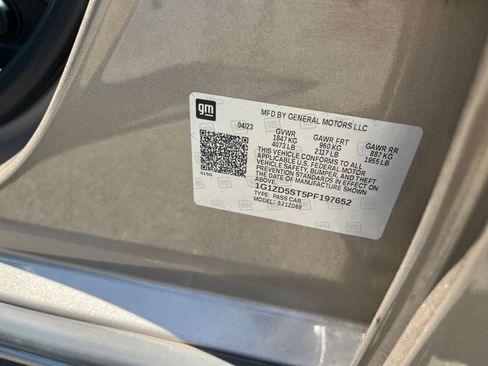 gm
MFD BY GENERAL MOTORS LLC
04/23 GVWR GAWR FRT GAWR RR
1847 KG 960 KG 887 KG
4073 LB 2117 LB 1955 LB
THIS VEHICLE CONFORMS TO ALL
APPLICABLE U.S. FEDERAL MOTOR
VEHICLE SAFETY, BUMPER, AND THEFT
PREVENTION STANDARDS IN EFFECT ON
THE DATE OF MANUFACTURE SHOWN
ABOVE.
1G1ZD5ST5PF197652
TYPE: PASS CAR
MODEL: